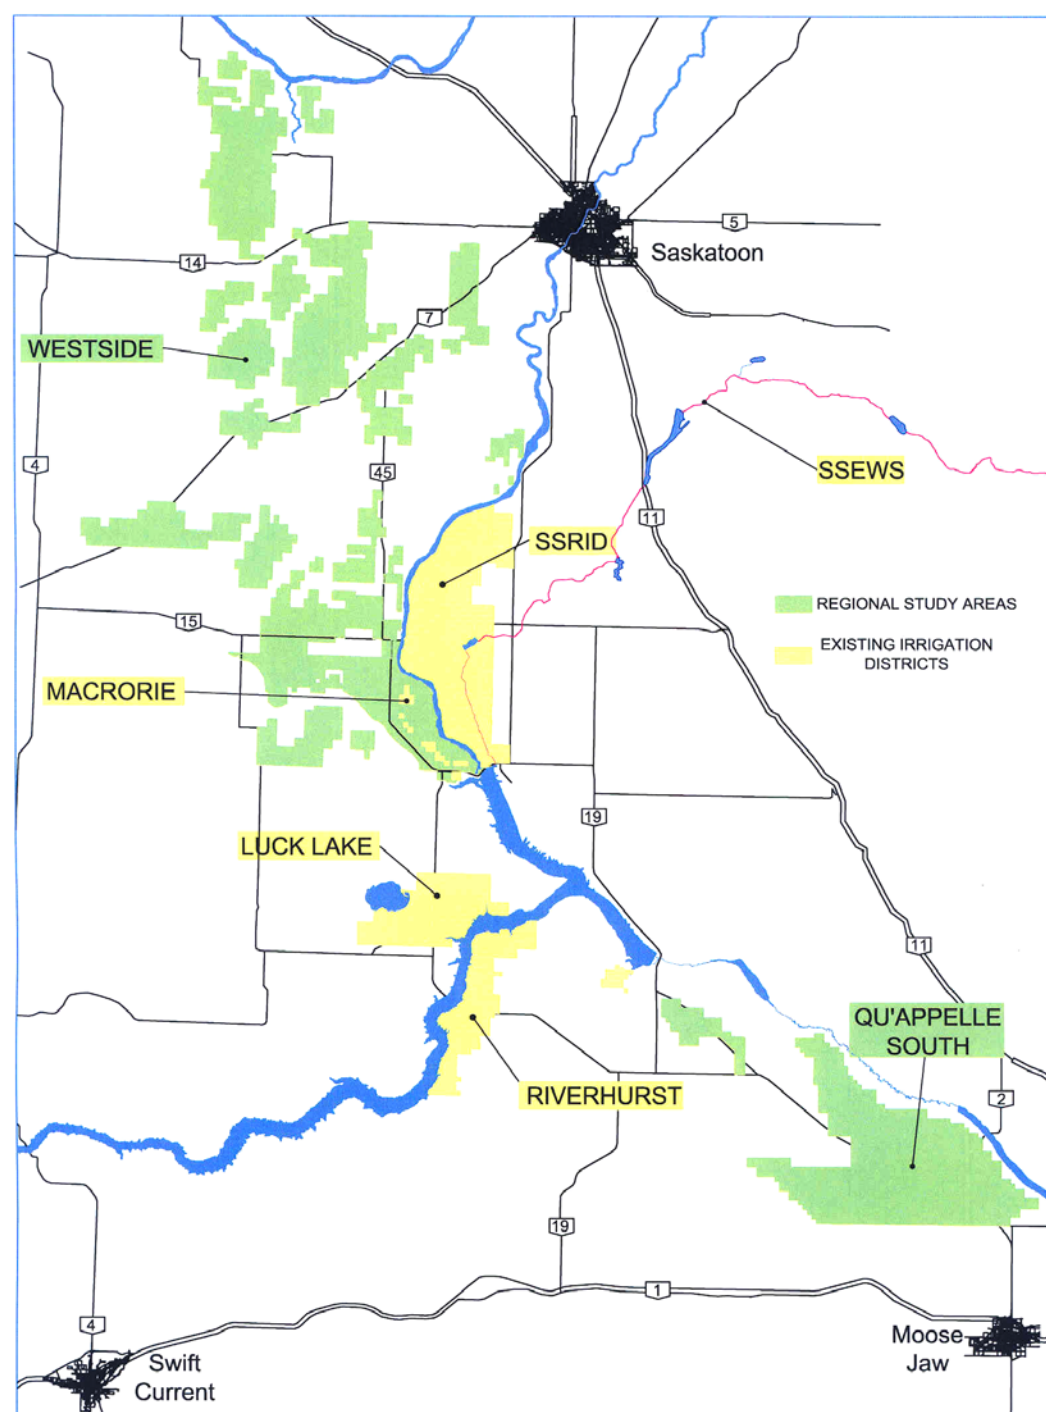 5
Saskatoon
14
7
WESTSIDE
4
45
SSEWS
11
SSRID
REGIONAL STUDY AREAS
15
EXISTING IRRIGATION
DISTRICTS
MACRORIE
19
LUCK LAKE
11
QU'APPELLE
SOUTH
RIVERHURST
2
19
1
4
Moose
Jaw
Swift
Current